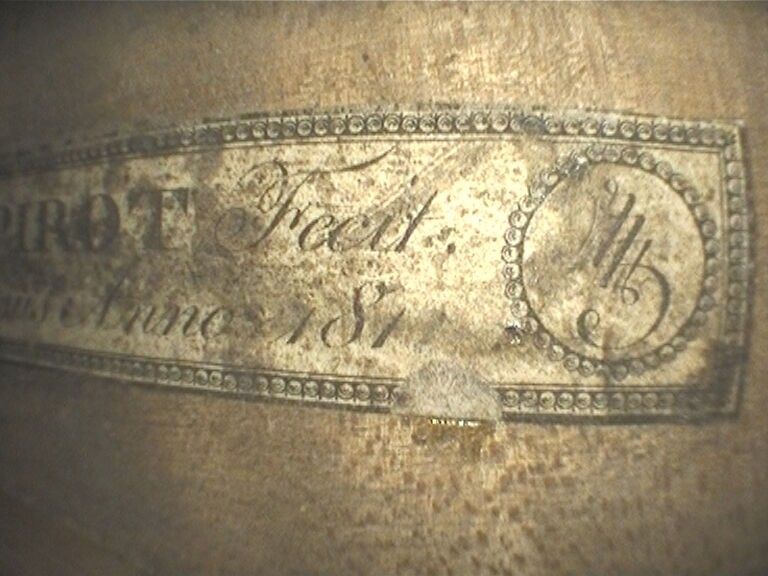 PIROT Fecit.
Anno 181